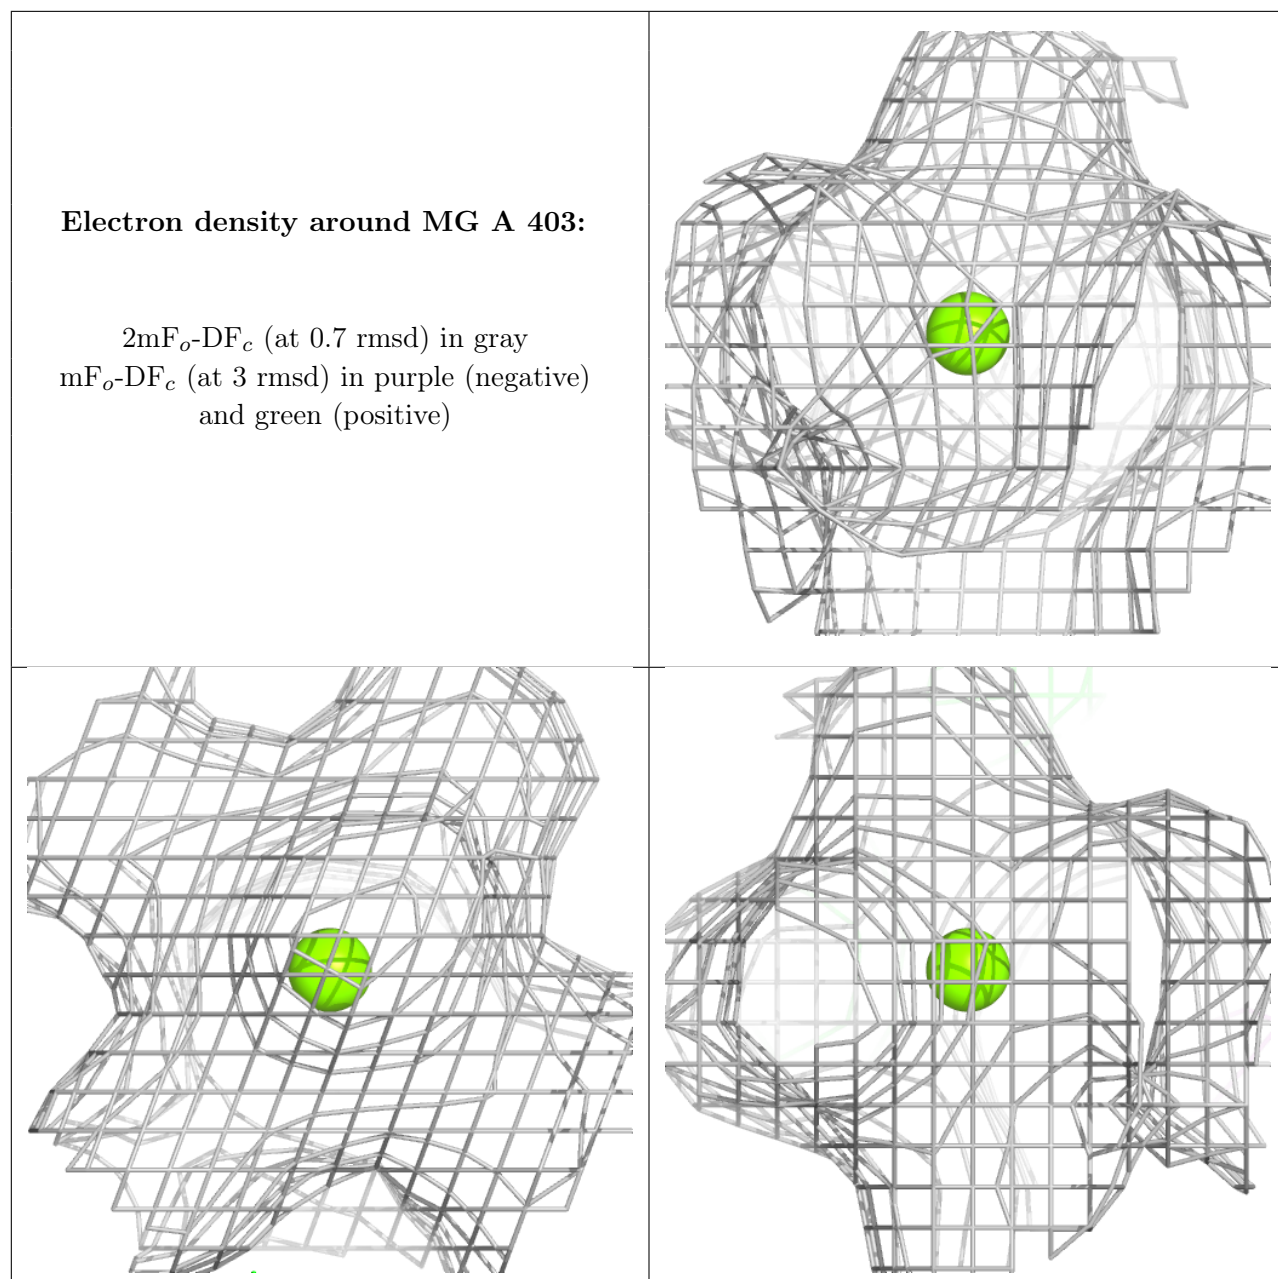 Electron density around MG A 403:
2mFo-DFc (at 0.7 rmsd) in gray
mFo-DFc (at 3 rmsd) in purple (negative)
and green (positive)